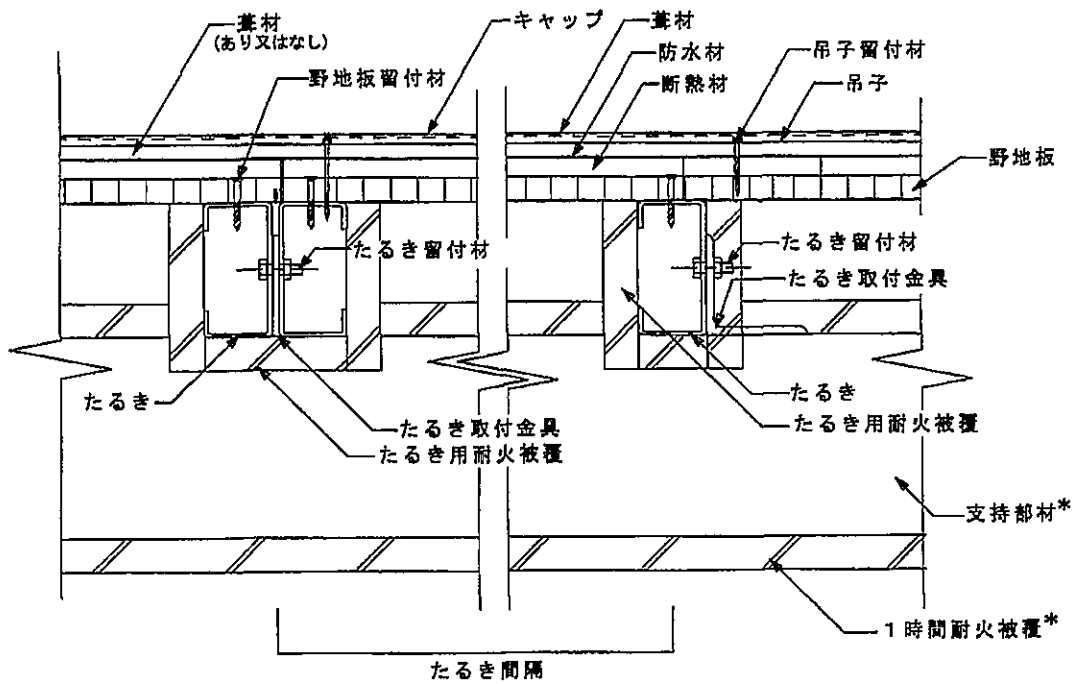 葺材
(あり又はなし)
キャップ
葺材
防水材
断熱材
吊子留付材
吊子
野地板留付材
野地板
たるき留付材
たるき留付材
たるき取付金具
たるき
たるき取付金具
たるき用耐火被覆
たるき
たるき用耐火被覆
支持部材*
1時間耐火被覆*
たるき間隔